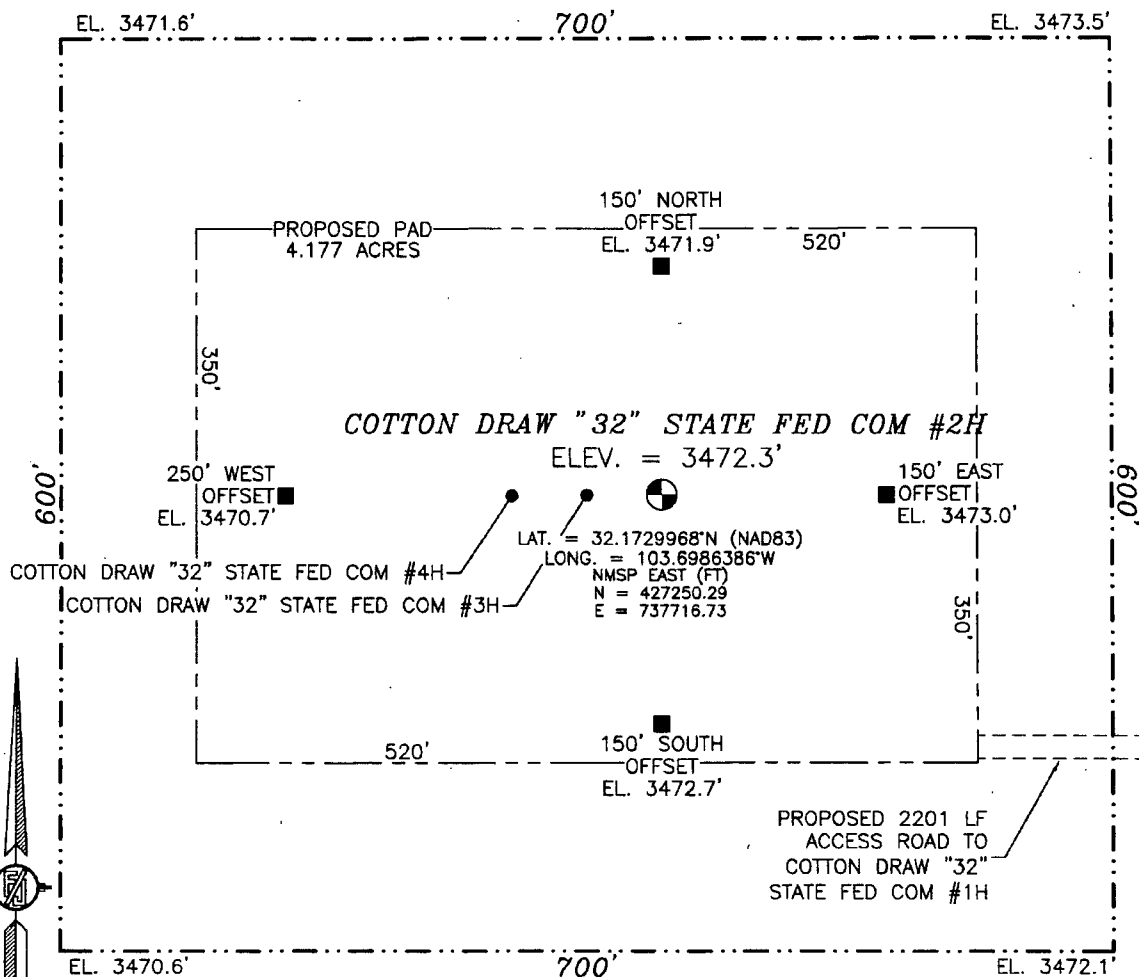 EL. 3471.6'
700'
EL. 3473.5'
150' NORTH
OFFSET
EL. 3471.9'
PROPOSED PAD
4.177 ACRES
520'
350'
COTTON DRAW "32" STATE FED COM #2H
ELEV. = 3472.3'
600'
250' WEST
OFFSET
EL. 3470.7'
150' EAST
OFFSET
EL. 3473.0'
600'
LAT. = 32.1729968°N (NAD83)
LONG. = 103.6986386°W
NMSP EAST (FT)
N = 427250.29
E = 737716.73
COTTON DRAW "32" STATE FED COM #4H
COTTON DRAW "32" STATE FED COM #3H
350'
520'
150' SOUTH
OFFSET
EL. 3472.7'
PROPOSED 2201 LF
ACCESS ROAD TO
COTTON DRAW "32"
STATE FED COM #1H
EL. 3470.6'
700'
EL. 3472.1'